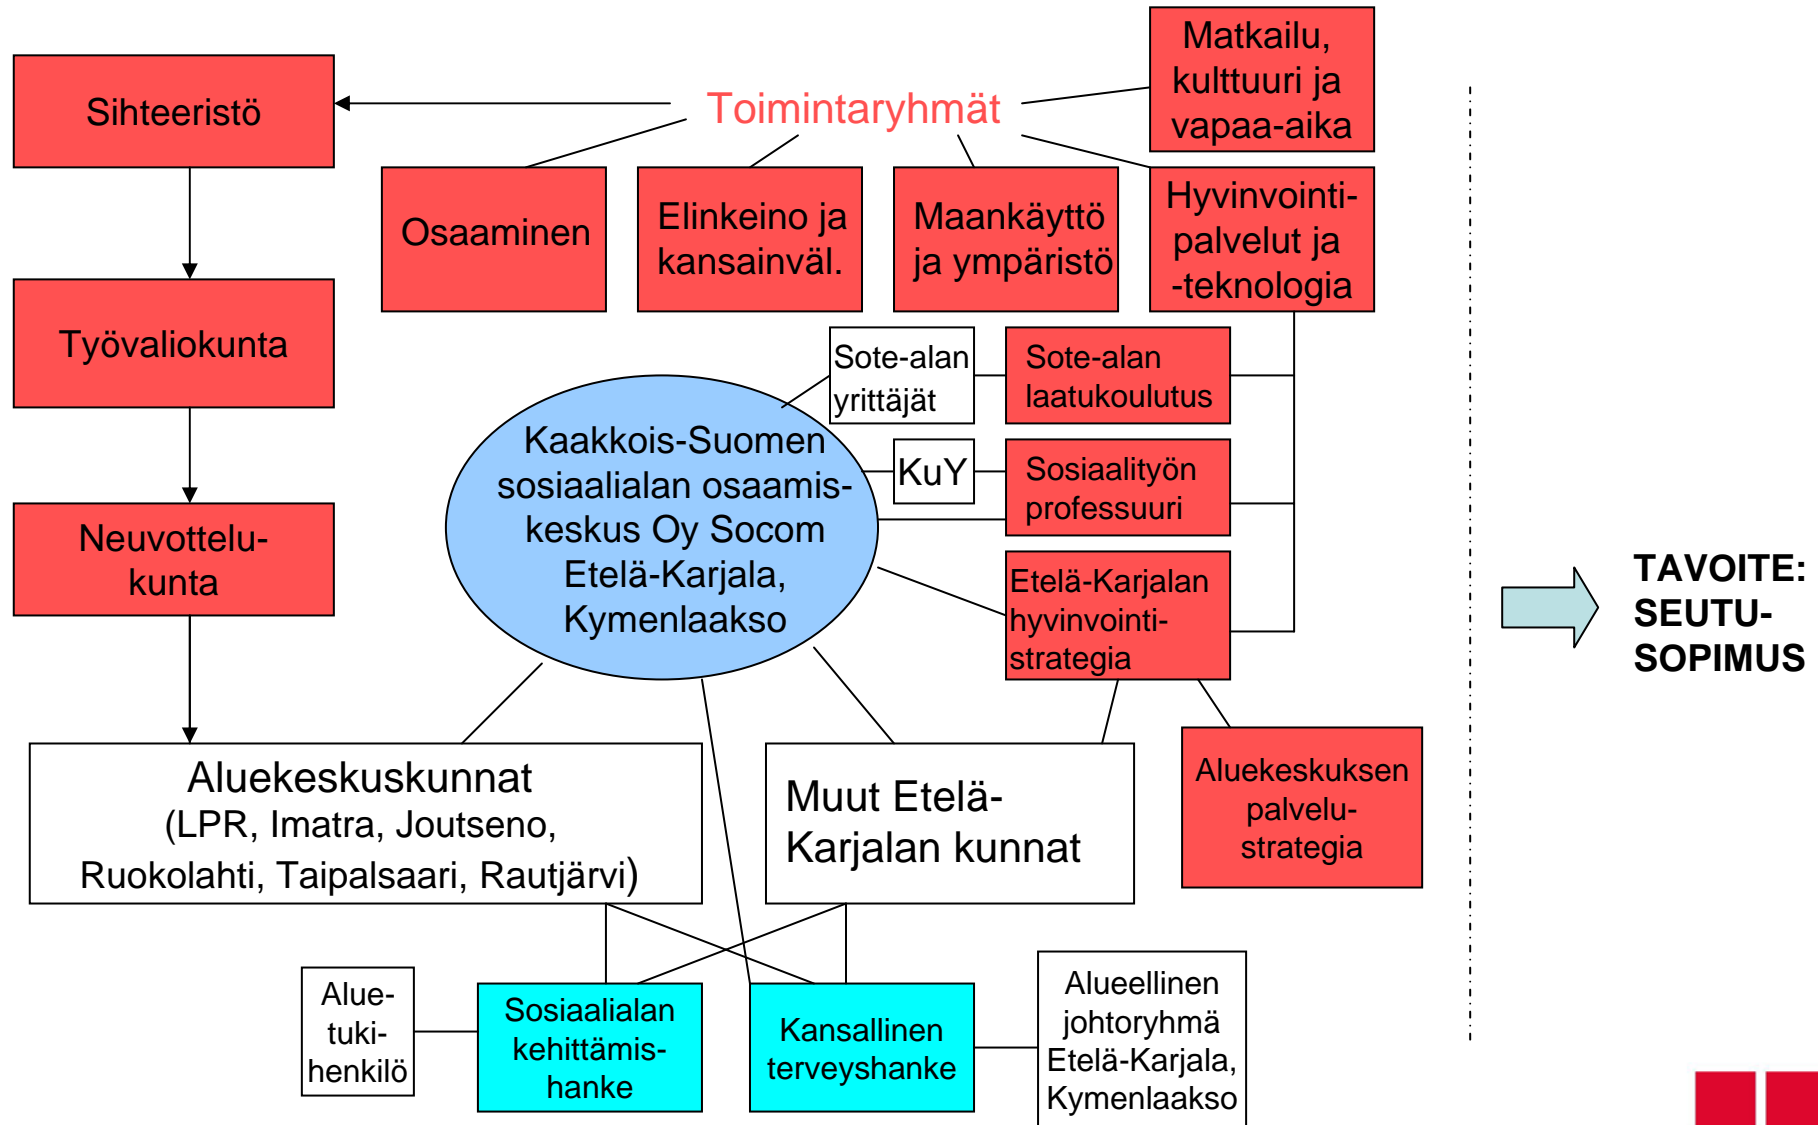 Matkailu,
kulttuuri ja
vapaa-aika
Sihteeristö
Toimintaryhmät
Osaaminen
Elinkeino ja
kansainväl.
Maankäyttö
ja ympäristö
Hyvinvointi-
palvelut ja
-teknologia
Työvaliokunta
Sote-alan
yrittäjät
Sote-alan
laatukoulutus
Kaakkois-Suomen
sosiaalialan osaamis-
keskus Oy Socom
Etelä-Karjala,
Kymenlaakso
KuY
Sosiaalityön
professuuri
Neuvottelu-
kunta
Etelä-Karjalan
hyvinvointi-
strategia
TAVOITE:
SEUTU-
SOPIMUS
Aluekeskuskunnat
(LPR, Imatra, Joutseno,
Ruokolahti, Taipalsaari, Rautjärvi)
Muut Etelä-
Karjalan kunnat
Aluekeskuksen
palvelu-
strategia
Alue-
tuki-
henkilö
Sosiaalialan
kehittämis-
hanke
Kansallinen
terveyshanke
Alueellinen
johtoryhmä
Etelä-Karjala,
Kymenlaakso